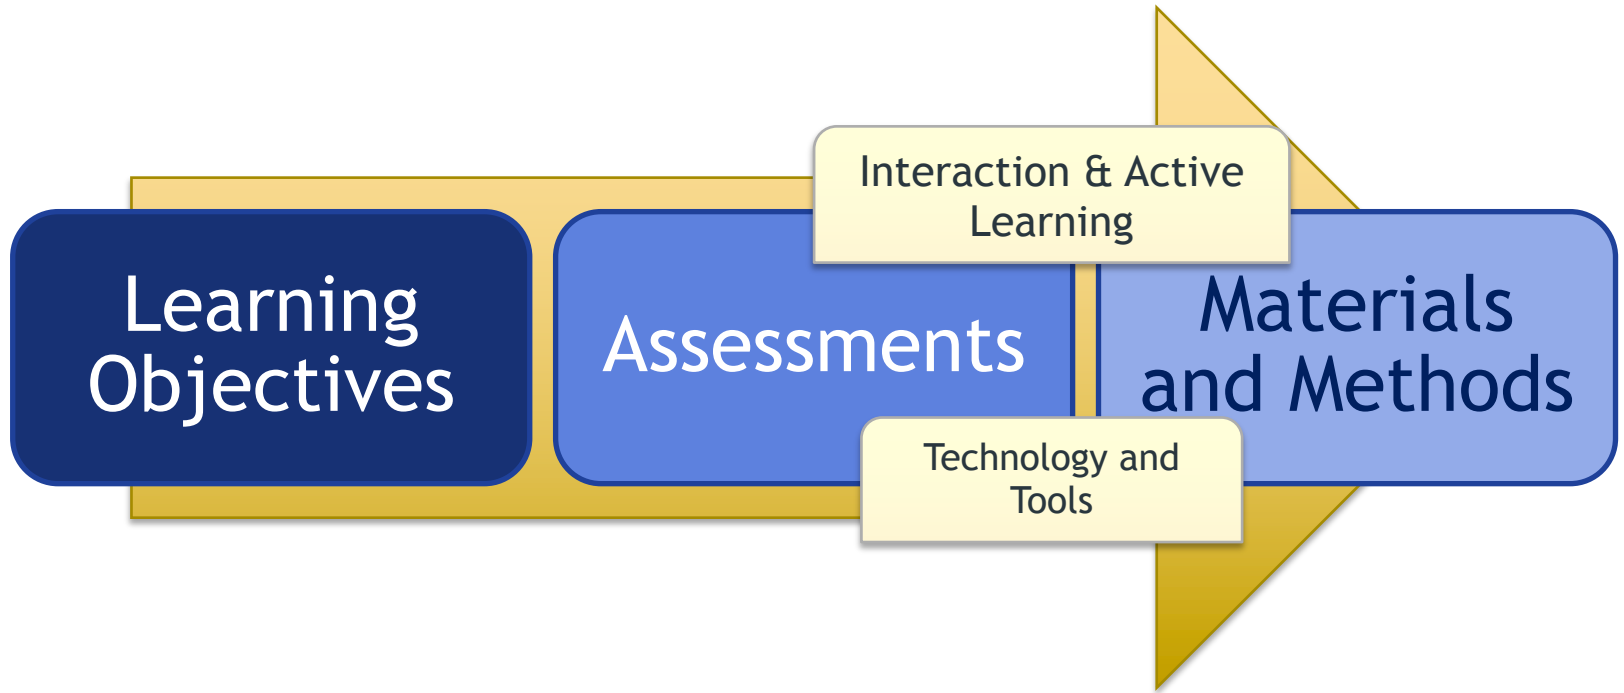 Interaction & Active
Learning
Learning
Objectives
Assessments
Materials
and Methods
Technology and
Tools